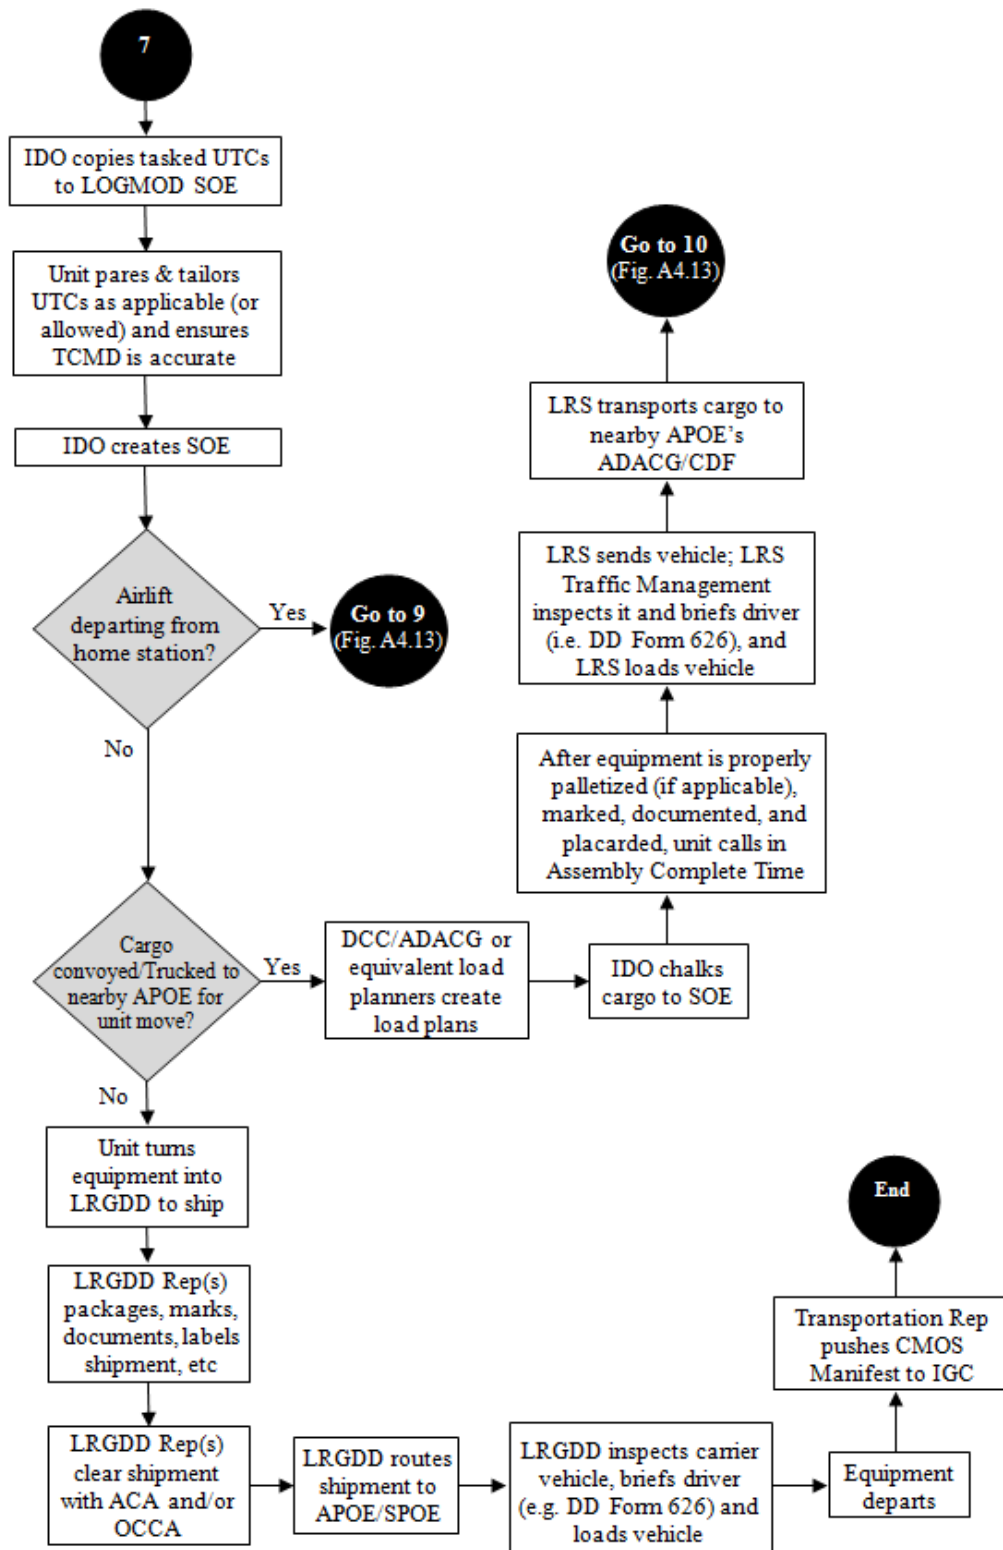 7
IDO copies tasked UTCs
to LOGMOD SOE
Unit pares & tailors
UTCs as applicable (or
allowed) and ensures
TCMD is accurate
IDO creates SOE
Airlift
departing from
home station?
Yes
Go to 9
(Fig. A4.13)
No
Cargo
convoyed/Trucked to
nearby APOE for
unit move?
Yes
DCC/ADACG or
equivalent load
planners create
load plans
IDO chalks
cargo to SOE
After equipment is properly
palletized (if applicable),
marked, documented, and
placarded, unit calls in
Assembly Complete Time
LRS sends vehicle; LRS
Traffic Management
inspects it and briefs driver
(i.e. DD Form 626), and
LRS loads vehicle
LRS transports cargo to
nearby APOE’s
ADACG/CDF
Go to 10
(Fig. A4.13)
No
Unit turns
equipment into
LRGDD to ship
LRGDD Rep(s)
packages, marks,
documents, labels
shipment, etc
LRGDD Rep(s)
clear shipment
with ACA and/or
OCCA
LRGDD routes
shipment to
APOE/SPOE
LRGDD inspects carrier
vehicle, briefs driver
(e.g. DD Form 626) and
loads vehicle
Equipment
departs
Transportation Rep
pushes CMOS
Manifest to IGC
End